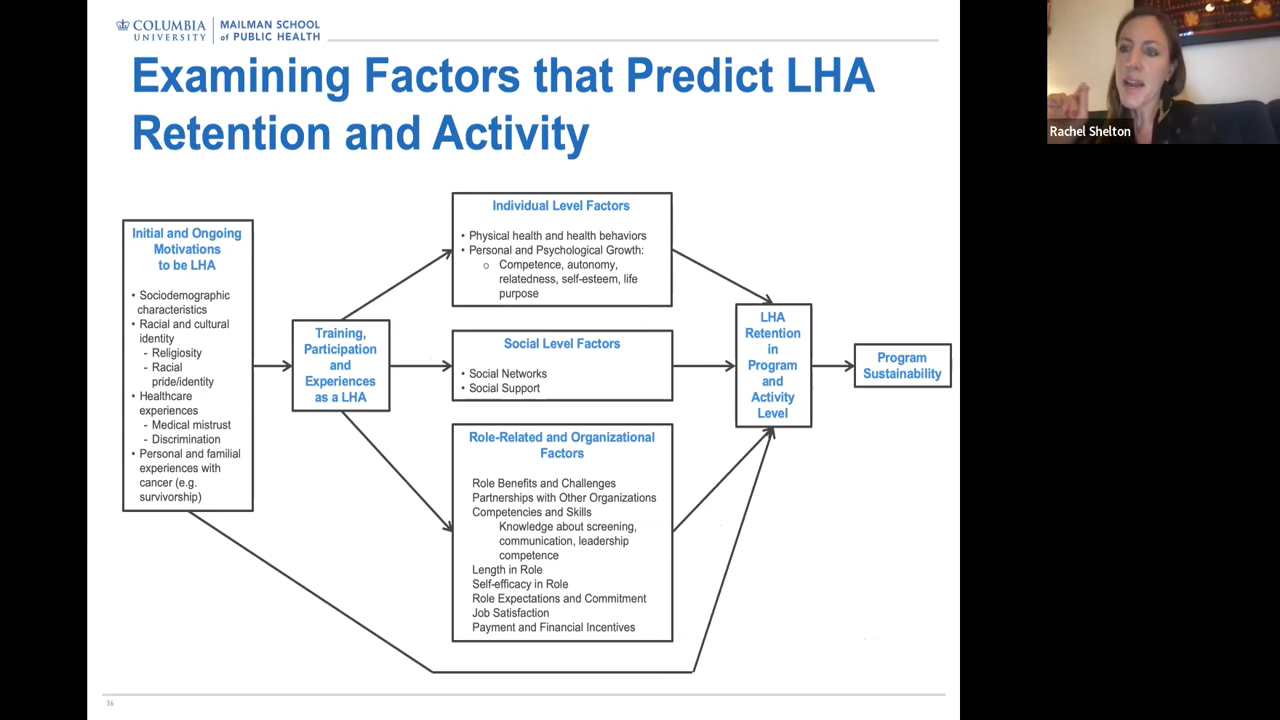 COLUMBIA UNIVERSITY
MAILMAN SCHOOL
of PUBLIC HEALTH
Examining Factors that Predict LHA
Retention and Activity
Initial and Ongoing
Motivations
to be LHA
• Sociodemographic
characteristics
• Racial and cultural
identity
- Religiosity
- Racial
pride/identity
• Healthcare
experiences
- Medical mistrust
- Discrimination
• Personal and familial
experiences with
cancer (e.g.
survivorship)
Training,
Participation
and
Experiences
as a LHA
Individual Level Factors
• Physical health and health behaviors
• Personal and Psychological Growth:
o Competence, autonomy,
relatedness, self-esteem, life
purpose
Social Level Factors
• Social Networks
• Social Support
Role-Related and Organizational
Factors
Role Benefits and Challenges
Partnerships with Other Organizations
Competencies and Skills
Knowledge about screening,
communication, leadership
competence
Length in Role
Self-efficacy in Role
Role Expectations and Commitment
Job Satisfaction
Payment and Financial Incentives
LHA
Retention
in
Program
and
Activity
Level
Program
Sustainability
36
Rachel Shelton